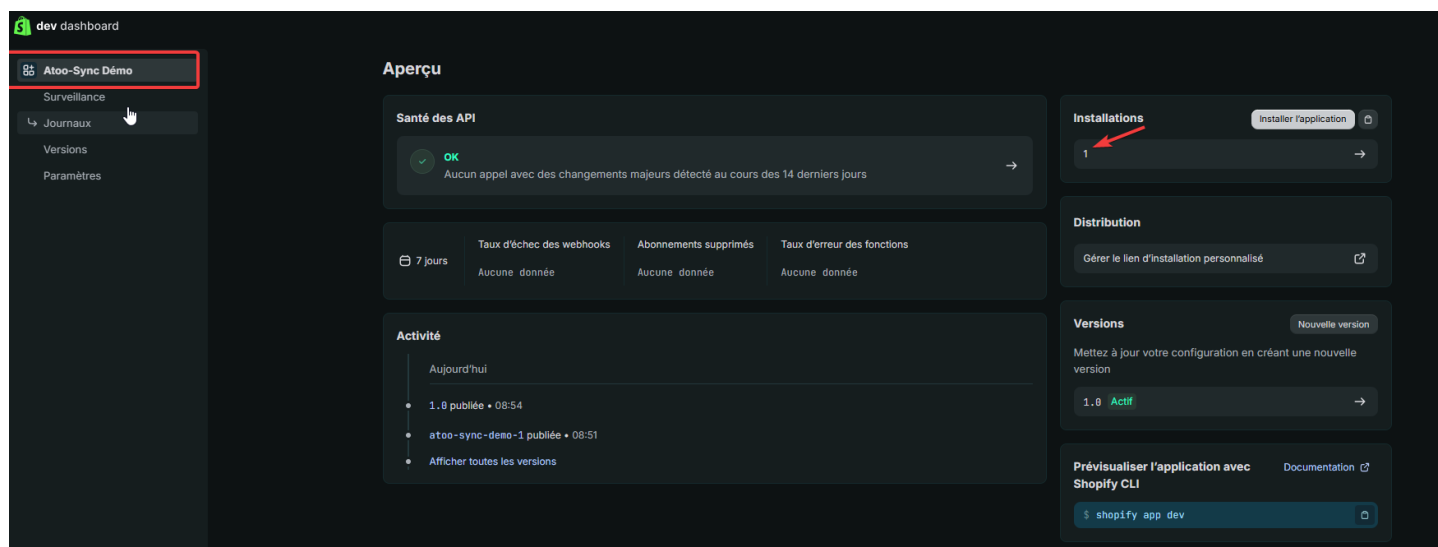 dev dashboard
Atoo-Sync Démo
Surveillance
Journaux
Versions
Paramètres
Aperçu
Santé des API
OK
Aucun appel avec des changements majeurs détecté au cours des 14 derniers jours
7 jours
Taux d'échec des webhooks
Aucune donnée
Abonnements supprimés
Aucune donnée
Taux d'erreur des fonctions
Aucune donnée
Activité
Aujourd'hui
1.0 publiée • 08:54
atoo-sync-demo-1 publiée • 08:51
Afficher toutes les versions
Installations
Installer l'application
1
Distribution
Gérer le lien d'installation personnalisé
Versions
Nouvelle version
Mettez à jour votre configuration en créant une nouvelle
version
1.0 Actif
Prévisualiser l'application avec
Shopify CLI
Documentation
$ shopify app dev